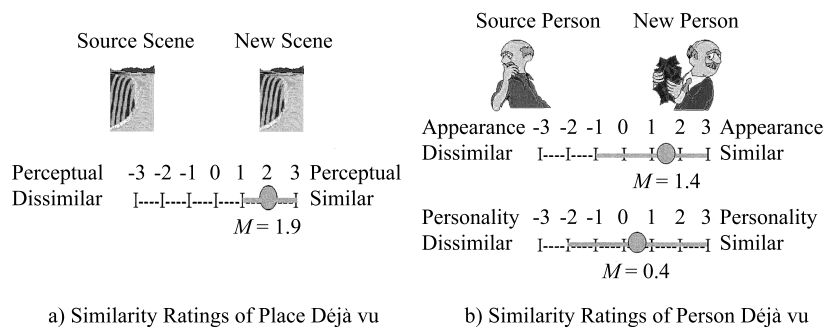 Source Scene New Scene
Perceptual -3 -2 -1 0 1 2 3 Perceptual
Dissimilar Similar
M = 1.9
a) Similarity Ratings of Place Déjà vu
Source Person New Person
Appearance -3 -2 -1 0 1 2 3 Appearance
Dissimilar Similar
M = 1.4
Personality -3 -2 -1 0 1 2 3 Personality
Dissimilar Similar
M = 0.4
b) Similarity Ratings of Person Déjà vu